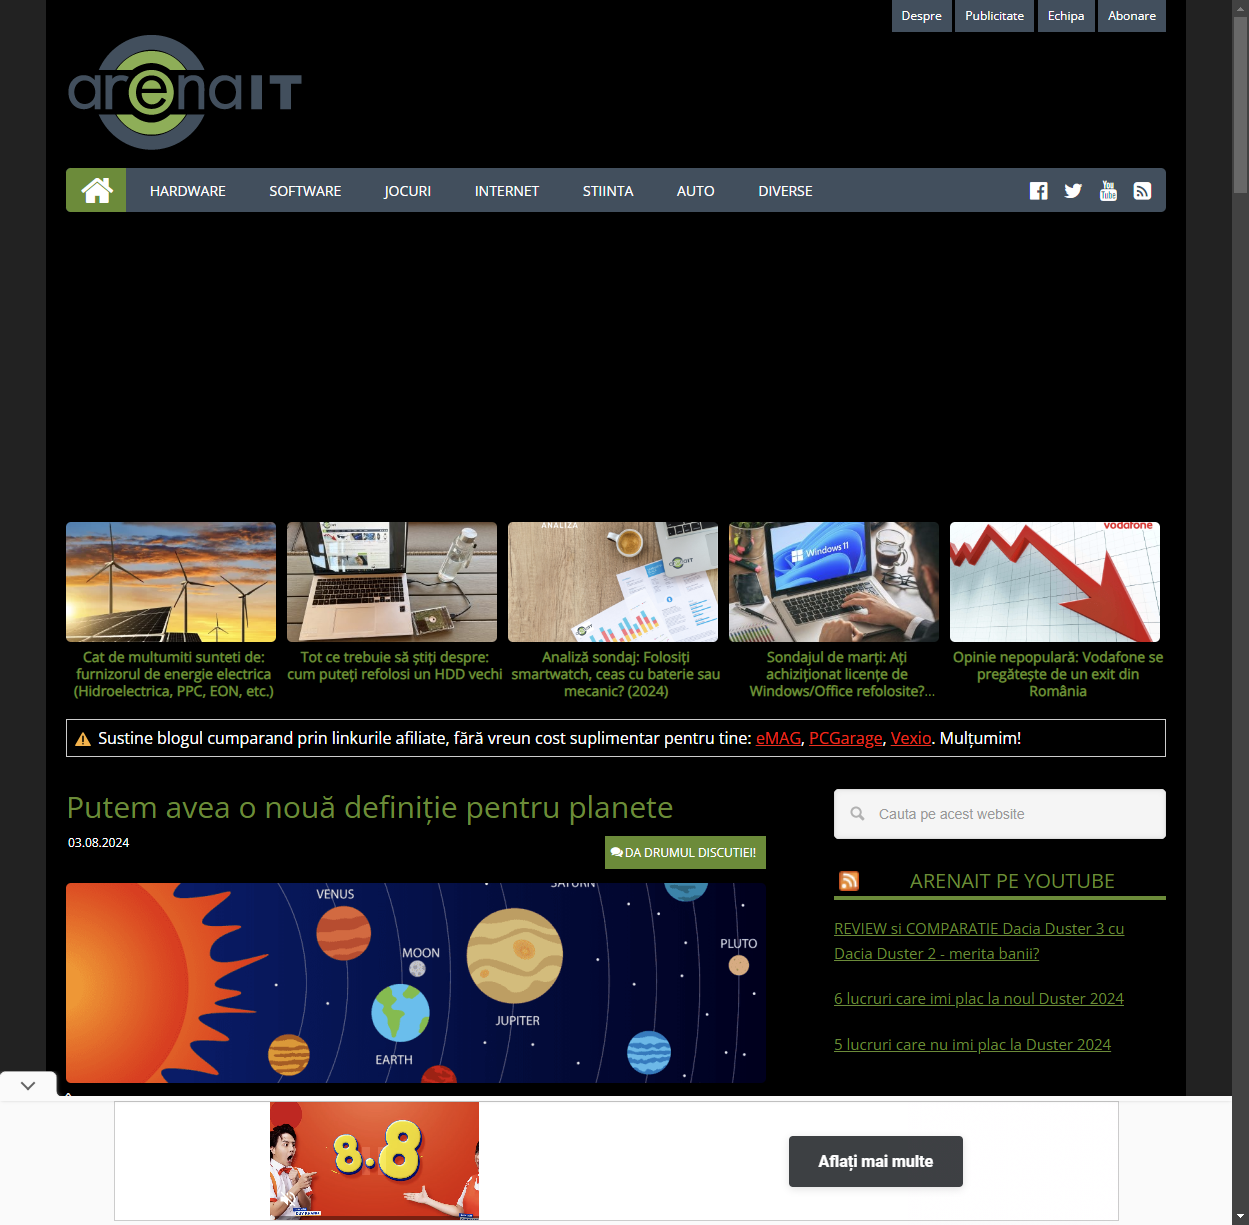 Despre
Publicitate
Echipa
Abonare
arenaIT
HARDWARE
SOFTWARE
JOCURI
INTERNET
STIINTA
AUTO
DIVERSE
You
Tube
ANALIZA
Windows 11
vodafone
Cat de multumiti sunteti de:
furnizorul de energie electrica
(Hidroelectrica, PPC, EON, etc.)
Tot ce trebuie să știți despre:
cum puteți refolosi un HDD vechi
Analiză sondaj: Folosiți
smartwatch, ceas cu baterie sau
mecanic? (2024)
Sondajul de marți: Ați
achiziționat licențe de
Windows/Office refolosite?...
Opinie nepopulară: Vodafone se
pregătește de un exit din
România
Sustine blogul cumparand prin linkurile afiliate, fără vreun cost suplimentar pentru tine: eMAG, PCGarage, Vexio. Mulțumim!
Putem avea o nouă definiție pentru planete
03.08.2024
DA DRUMUL DISCUTIEI!
VENUS
SATURN
MOON
PLUTO
JUPITER
EARTH
Cauta pe acest website
ARENAIT PE YOUTUBE
REVIEW si COMPARATIE Dacia Duster 3 cu
Dacia Duster 2 - merita banii?
6 lucruri care imi plac la noul Duster 2024
5 lucruri care nu imi plac la Duster 2024
8.8
Aflați mai multe